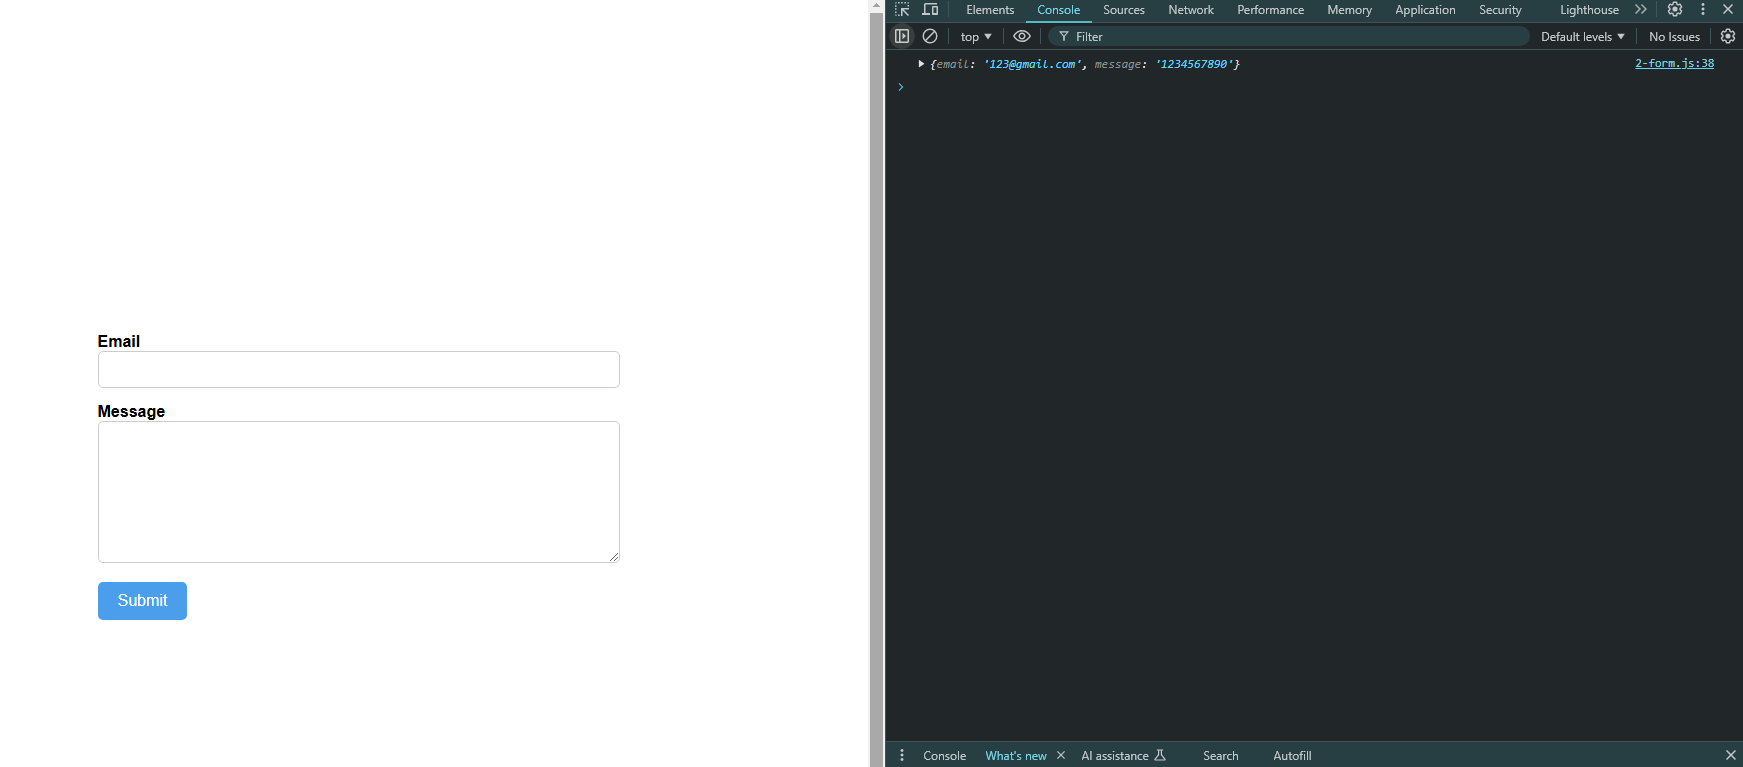 Elements Console Sources Network Performance Memory Application Security Lighthouse
top Filter Default levels No Issues
{email: '123@gmail.com', message: '1234567890'} 2-form.js:38
Email
Message
Submit
Console What's new AI assistance Search Autofill